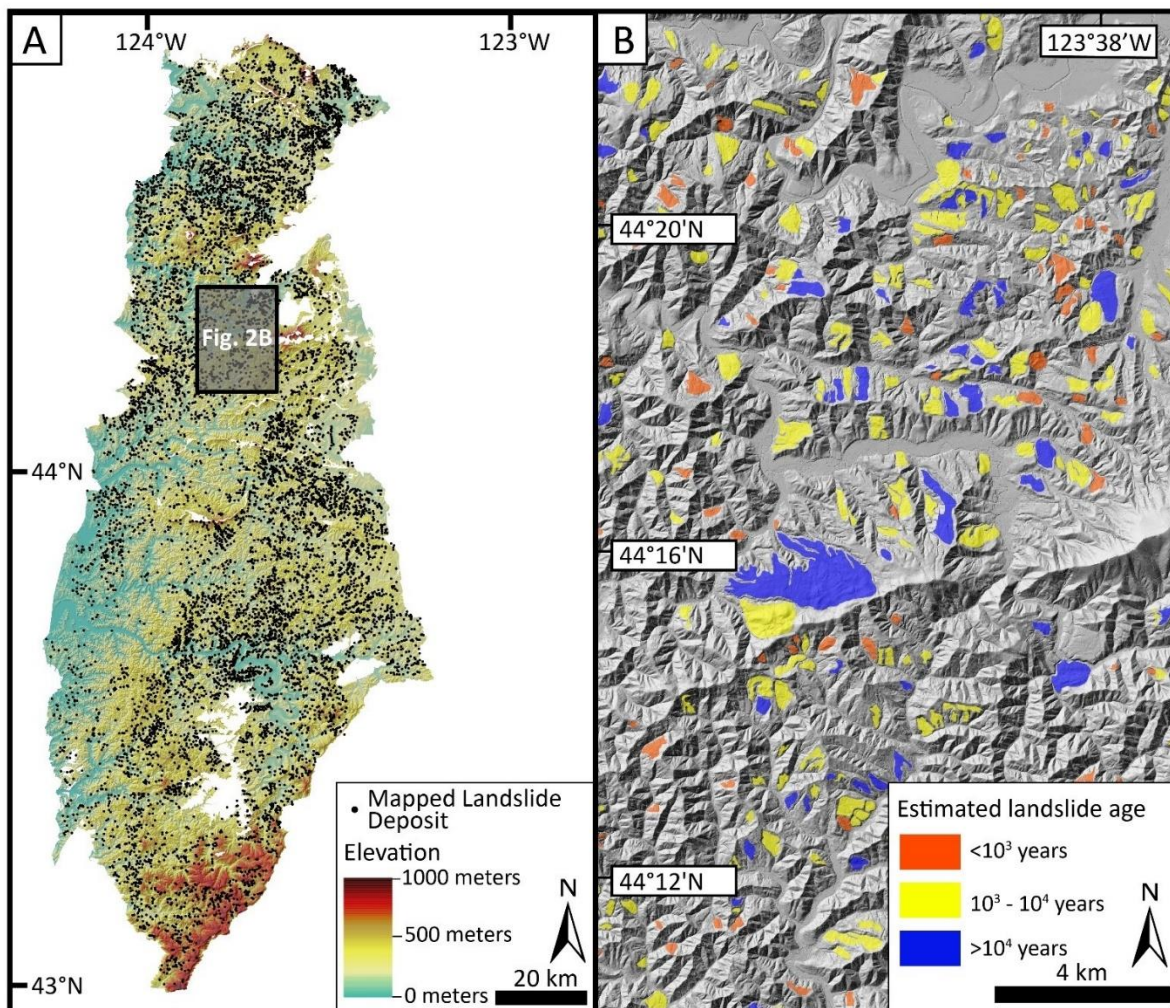 A
124°W
123°W
Fig. 2B
44°N
43°N
Mapped Landslide
Deposit
Elevation
1000 meters
500 meters
0 meters
N
20 km
B
123°38’W
44°20'N
44°16'N
44°12'N
Estimated landslide age
<10³ years
10³ - 10⁴ years
>10⁴ years
N
4 km